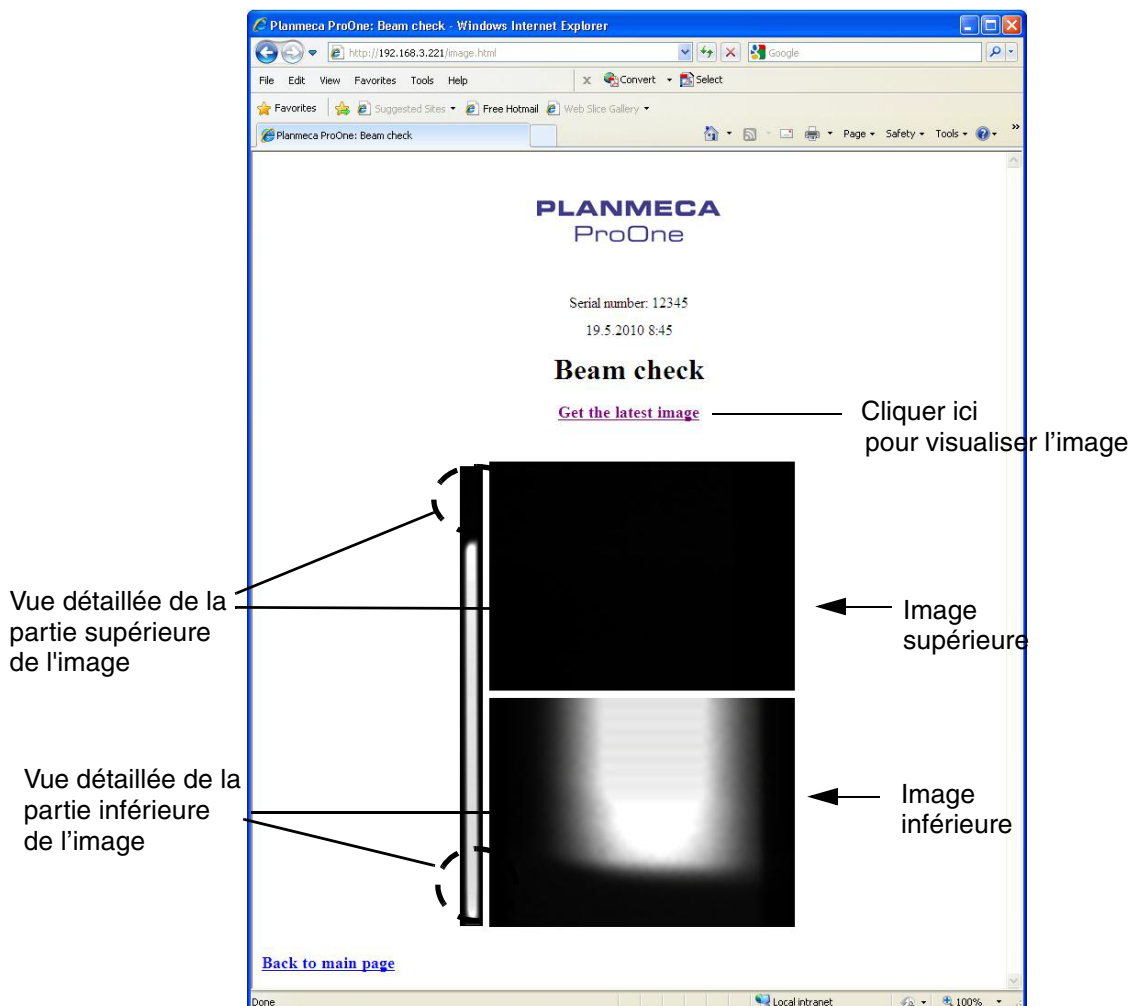 Planmeca ProOne: Beam check - Windows Internet Explorer
http://192.168.3.221/image.html
Google
File Edit View Favorites Tools Help
x Convert Select
Favorites Suggested Sites Free Hotmail Web Slice Gallery
Planmeca ProOne: Beam check
Page Safety Tools »
PLANMECA
ProOne
Serial number: 12345
19.5.2010 8:45
Beam check
Get the latest image
Cliquer ici
pour visualiser l’image
Vue détaillée de la
partie supérieure
de l'image
Image
supérieure
Vue détaillée de la
partie inférieure
de l’image
Image
inférieure
Back to main page
Done
Local intranet
100%